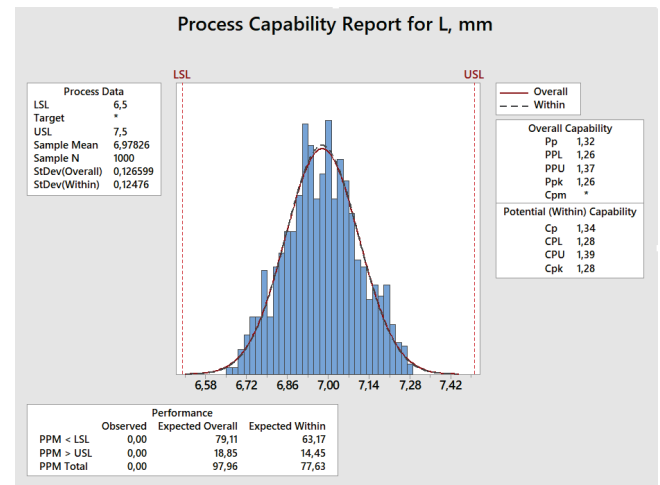 Process Capability Report for L, mm
LSL
USL
Process Data
LSL 6,5
Target *
USL 7,5
Sample Mean 6,97826
Sample N 1000
StDev(Overall) 0,126599
StDev(Within) 0,12476
Overall
Within
Overall Capability
Pp 1,32
PPL 1,26
PPU 1,37
Ppk 1,26
Cpm *
Potential (Within) Capability
Cp 1,34
CPL 1,28
CPU 1,39
Cpk 1,28
6,58 6,72 6,86 7,00 7,14 7,28 7,42
Performance
Observed Expected Overall Expected Within
PPM < LSL 0,00 79,11 63,17
PPM > USL 0,00 18,85 14,45
PPM Total 0,00 97,96 77,63